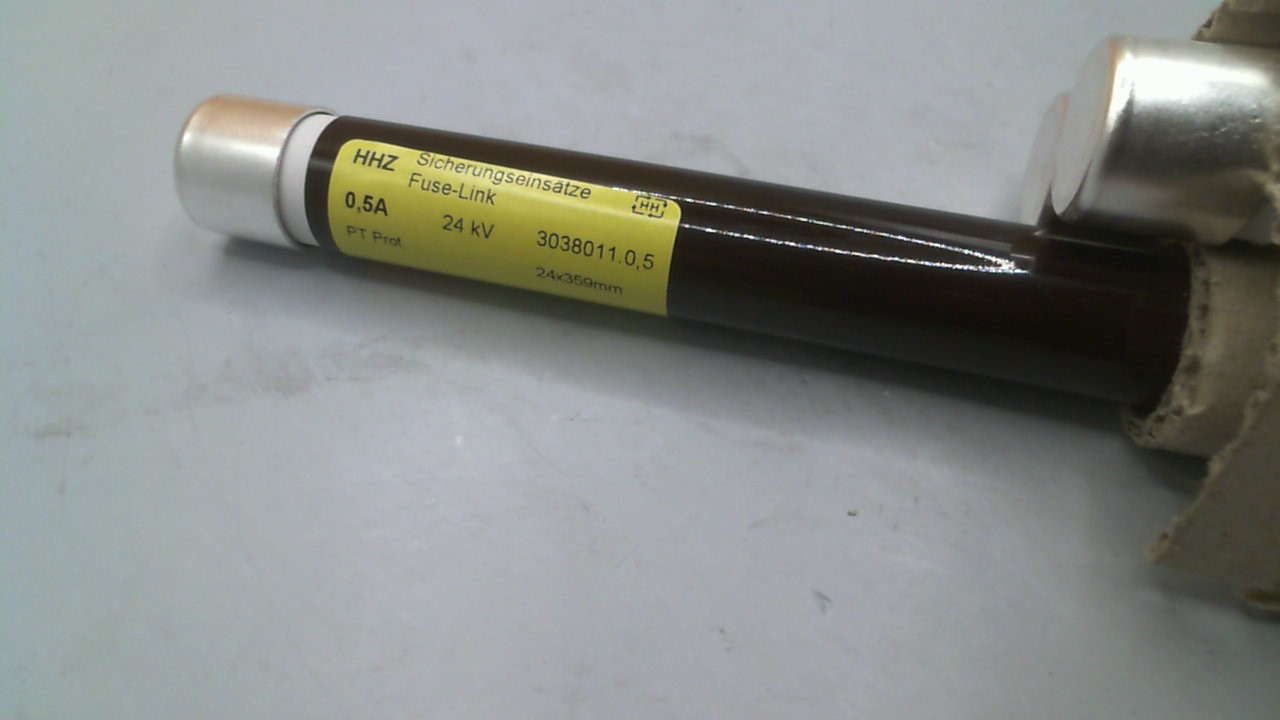 HHZ Sicherungseinsätze
Fuse-Link HH
0,5A 24 kV 3038011.0,5
PT Prot. 24x359mm